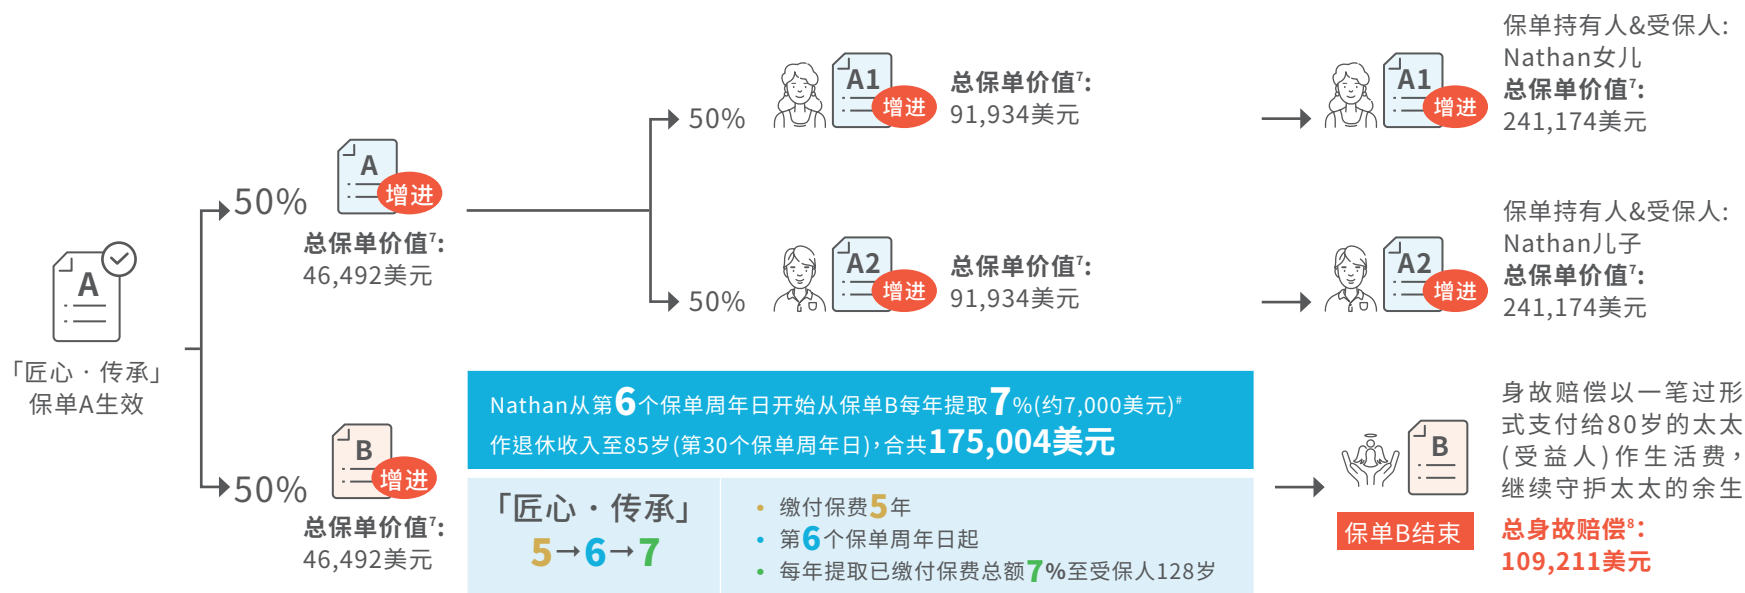 A
「匠心·传承」
保单A生效
50%
A
增进
总保单价值7:
46,492美元
50%
B
增进
总保单价值7:
46,492美元
50%
A1
增进
总保单价值7:
91,934美元
50%
A2
增进
总保单价值7:
91,934美元
保单持有人&受保人:
Nathan女儿
总保单价值7:
241,174美元
A1
增进
保单持有人&受保人:
Nathan儿子
总保单价值7:
241,174美元
A2
增进
Nathan从第6个保单周年日开始从保单B每年提取7%(约7,000美元)#
作退休收入至85岁(第30个保单周年日),合共175,004美元
「匠心·传承」
5→6→7
• 缴付保费5年
• 第6个保单周年日起
• 每年提取已缴付保费总额7%至受保人128岁
B
保单B结束
身故赔偿以一笔过形
式支付给80岁的太太
(受益人)作生活费,
继续守护太太的余生
总身故赔偿8:
109,211美元